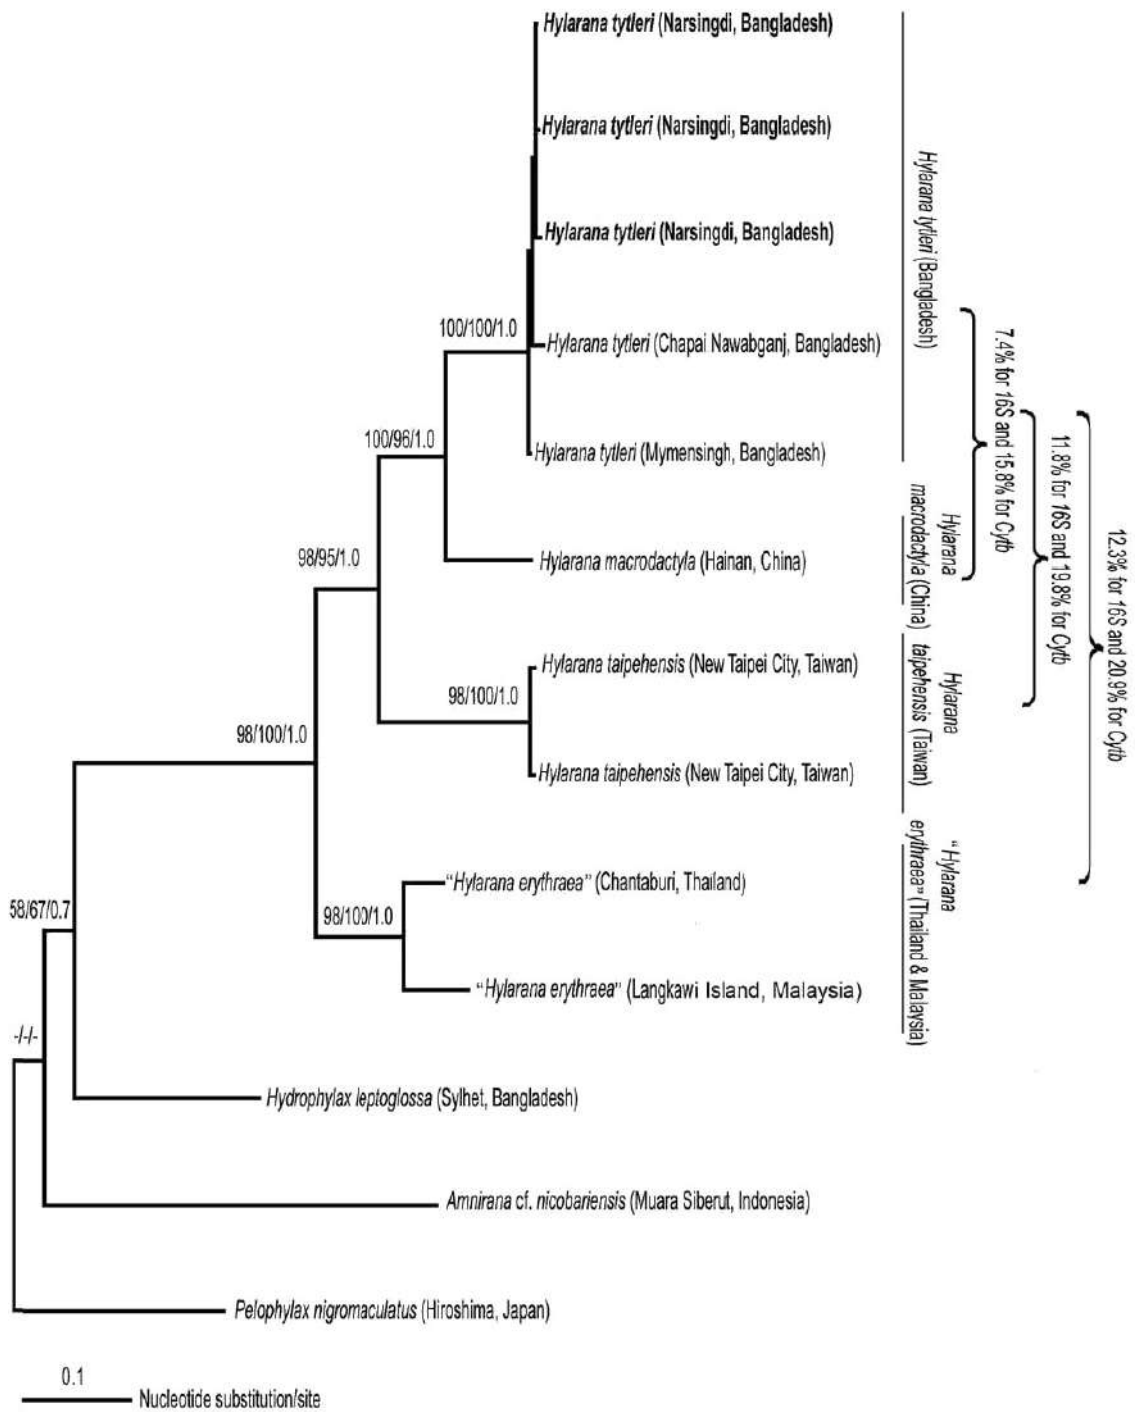 Hylarana tytleri (Narsingdi, Bangladesh)
Hylarana tytleri (Narsingdi, Bangladesh)
Hylarana tytleri (Narsingdi, Bangladesh)
100/100/1.0
Hylarana tytleri (Chapai Nawabganj, Bangladesh)
100/96/1.0
Hylarana tytleri (Mymensingh, Bangladesh)
98/95/1.0
Hylarana macrodactyla (Hainan, China)
Hylarana taipehensis (New Taipei City, Taiwan)
98/100/1.0
98/100/1.0
Hylarana taipehensis (New Taipei City, Taiwan)
"Hylarana erythraea" (Chantaburi, Thailand)
58/67/0.7
98/100/1.0
"Hylarana erythraea" (Langkawi Island, Malaysia)
-/-/-
Hydrophylax leptoglossa (Sylhet, Bangladesh)
Amnirana cf. nicobariensis (Muara Siberut, Indonesia)
Pelophylax nigromaculatus (Hiroshima, Japan)
0.1
Nucleotide substitution/site
Hylarana tytleri (Bangladesh)
Hylarana
macrodactyla (China)
Hylarana
taipehensis (Taiwan)
"Hylarana
erythraea" (Thailand & Malaysia)
7.4% for 16S and 15.8% for Cytb
11.8% for 16S and 19.8% for Cytb
12.3% for 16S and 20.9% for Cytb